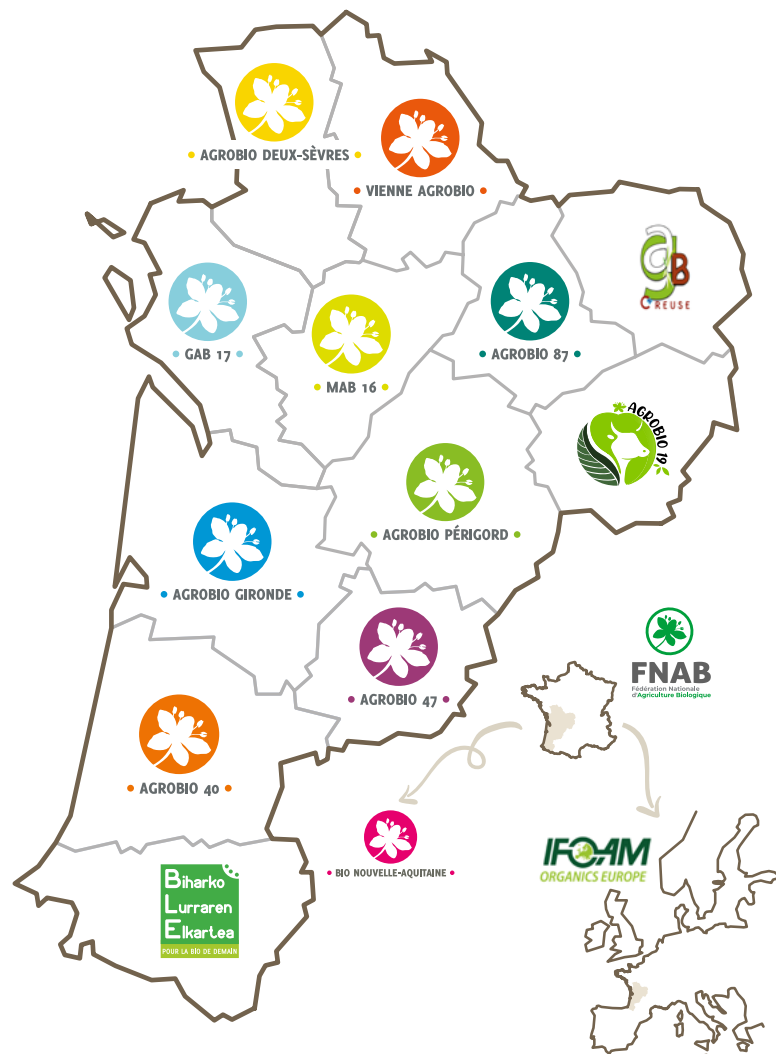 • AGROBIO DEUX-SÈVRES •
• VIENNE AGROBIO •
gaB
CREUSE
• GAB 17 •
• MAB 16 •
• AGROBIO 87 •
AGROBIO 19
• AGROBIO PÉRIGORD •
• AGROBIO GIRONDE •
• AGROBIO 47 •
FNAB
Fédération Nationale
d'Agriculture Biologique
• AGROBIO 40 •
• BIO NOUVELLE-AQUITAINE •
IFOAM
ORGANICS EUROPE
Biharko
Lurraren
Elkartea
POUR LA BIO DE DEMAIN